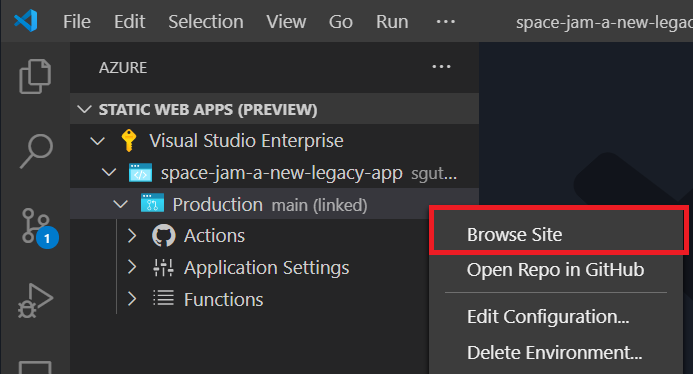 File Edit Selection View Go Run ··· space-jam-a-new-legac
AZURE ···
STATIC WEB APPS (PREVIEW)
Visual Studio Enterprise
space-jam-a-new-legacy-app sgut...
Production main (linked)
Actions
Application Settings
Functions
1
Browse Site
Open Repo in GitHub
Edit Configuration...
Delete Environment...